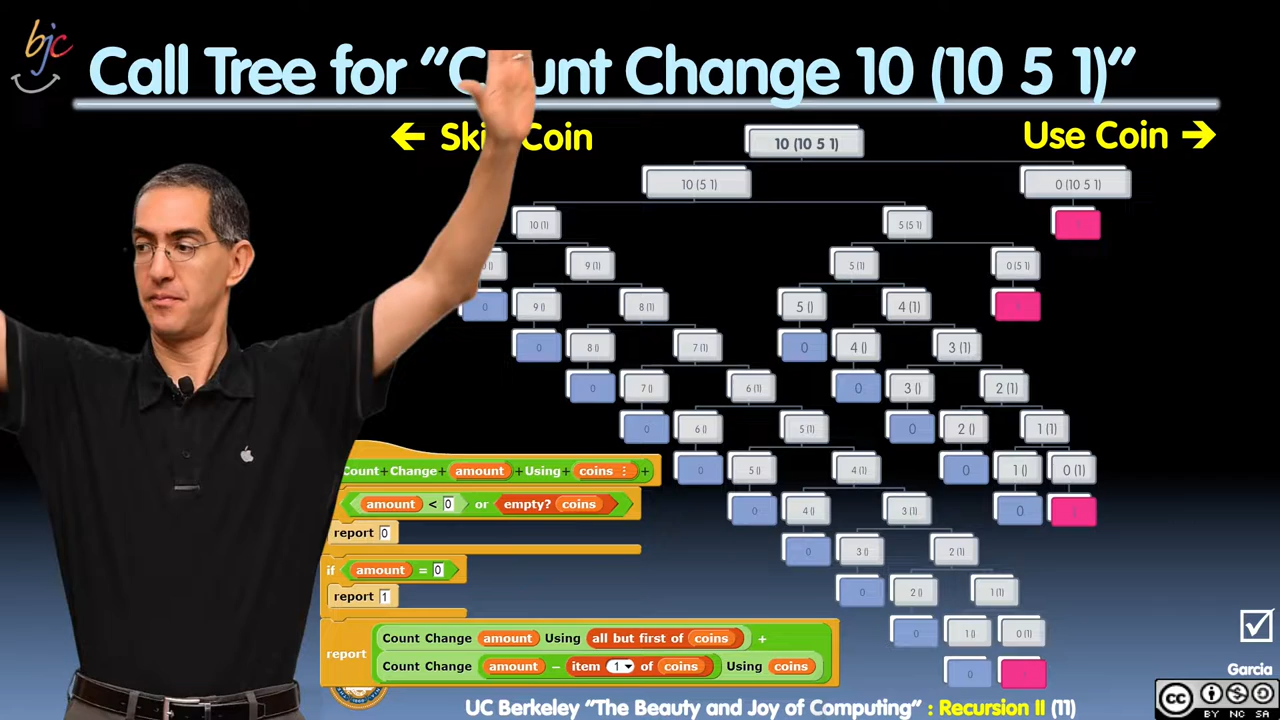 bjc
Call Tree for “Count Change 10 (10 5 1)”
← Skip Coin
Use Coin →
10 (10 5 1)
10 (5 1)
0 (10 5 1)
10 (1)
5 (5 1)
9 (1)
5 (1)
0 (5 1)
0
9 ()
8 (1)
5 ()
4 (1)
0
8 ()
7 (1)
0
4 ()
3 (1)
0
7 ()
6 (1)
0
3 ()
2 (1)
0
6 ()
5 (1)
0
2 ()
1 (1)
0
5 ()
4 (1)
0
1 ()
0 (1)
0
4 ()
3 (1)
0
0
3 ()
2 (1)
0
2 ()
1 (1)
0
1 ()
0 (1)
0
Count + Change + amount + Using + coins ⋮ +
amount < 0 or empty? coins
report 0
if amount = 0
report 1
report
Count Change amount Using all but first of coins +
Count Change amount − item 1 of coins Using coins
Garcia
CC BY NC SA
UC Berkeley “The Beauty and Joy of Computing” : Recursion II (11)